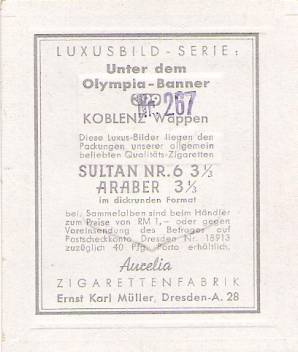 LUXUSBILD - SERIE:
Unter dem
Olympia-Banner
Nr. 267
KOBLENZ Wappen
Diese Luxus-Bilder liegen den
Packungen unserer allgemein
beliebten Qualitäts-Zigaretten
SULTAN NR. 6 3⅓
ARABER 3⅓
im dickrunden Format
bei. Sammelalben sind beim Händler
zum Preise von RM 1,— oder gegen
Voreinsendung des Betrages auf
Postscheckkonto Dresden Nr. 18913
zuzüglich 40 Pfg. Porto erhältlich.
Aurelia
ZIGARETTENFABRIK
Ernst Karl Müller, Dresden-A. 28